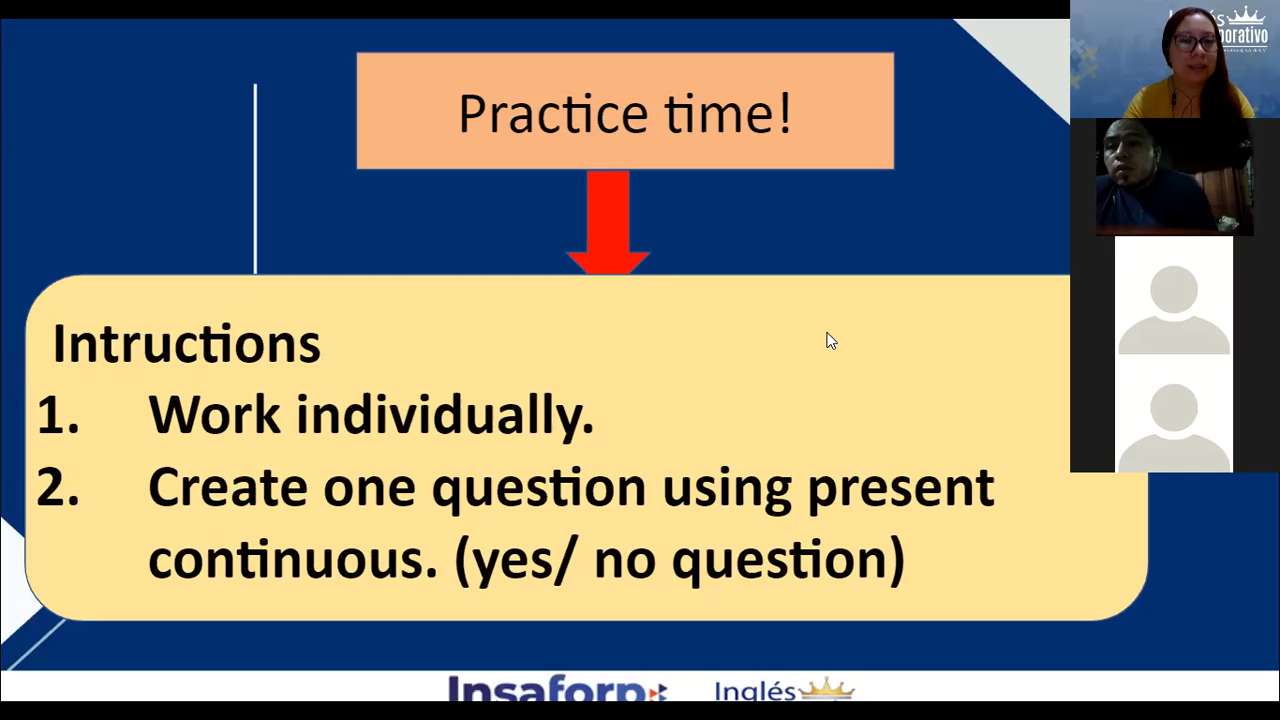 Practice time!
Intructions
1. Work individually.
2. Create one question using present
continuous. (yes/ no question)
Insaforp
Inglés